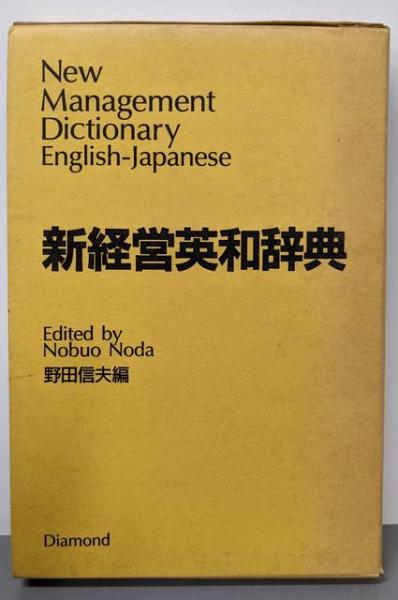 New
Management
Dictionary
English-Japanese
新経営英和辞典
Edited by
Nobuo Noda
野田信夫編
Diamond